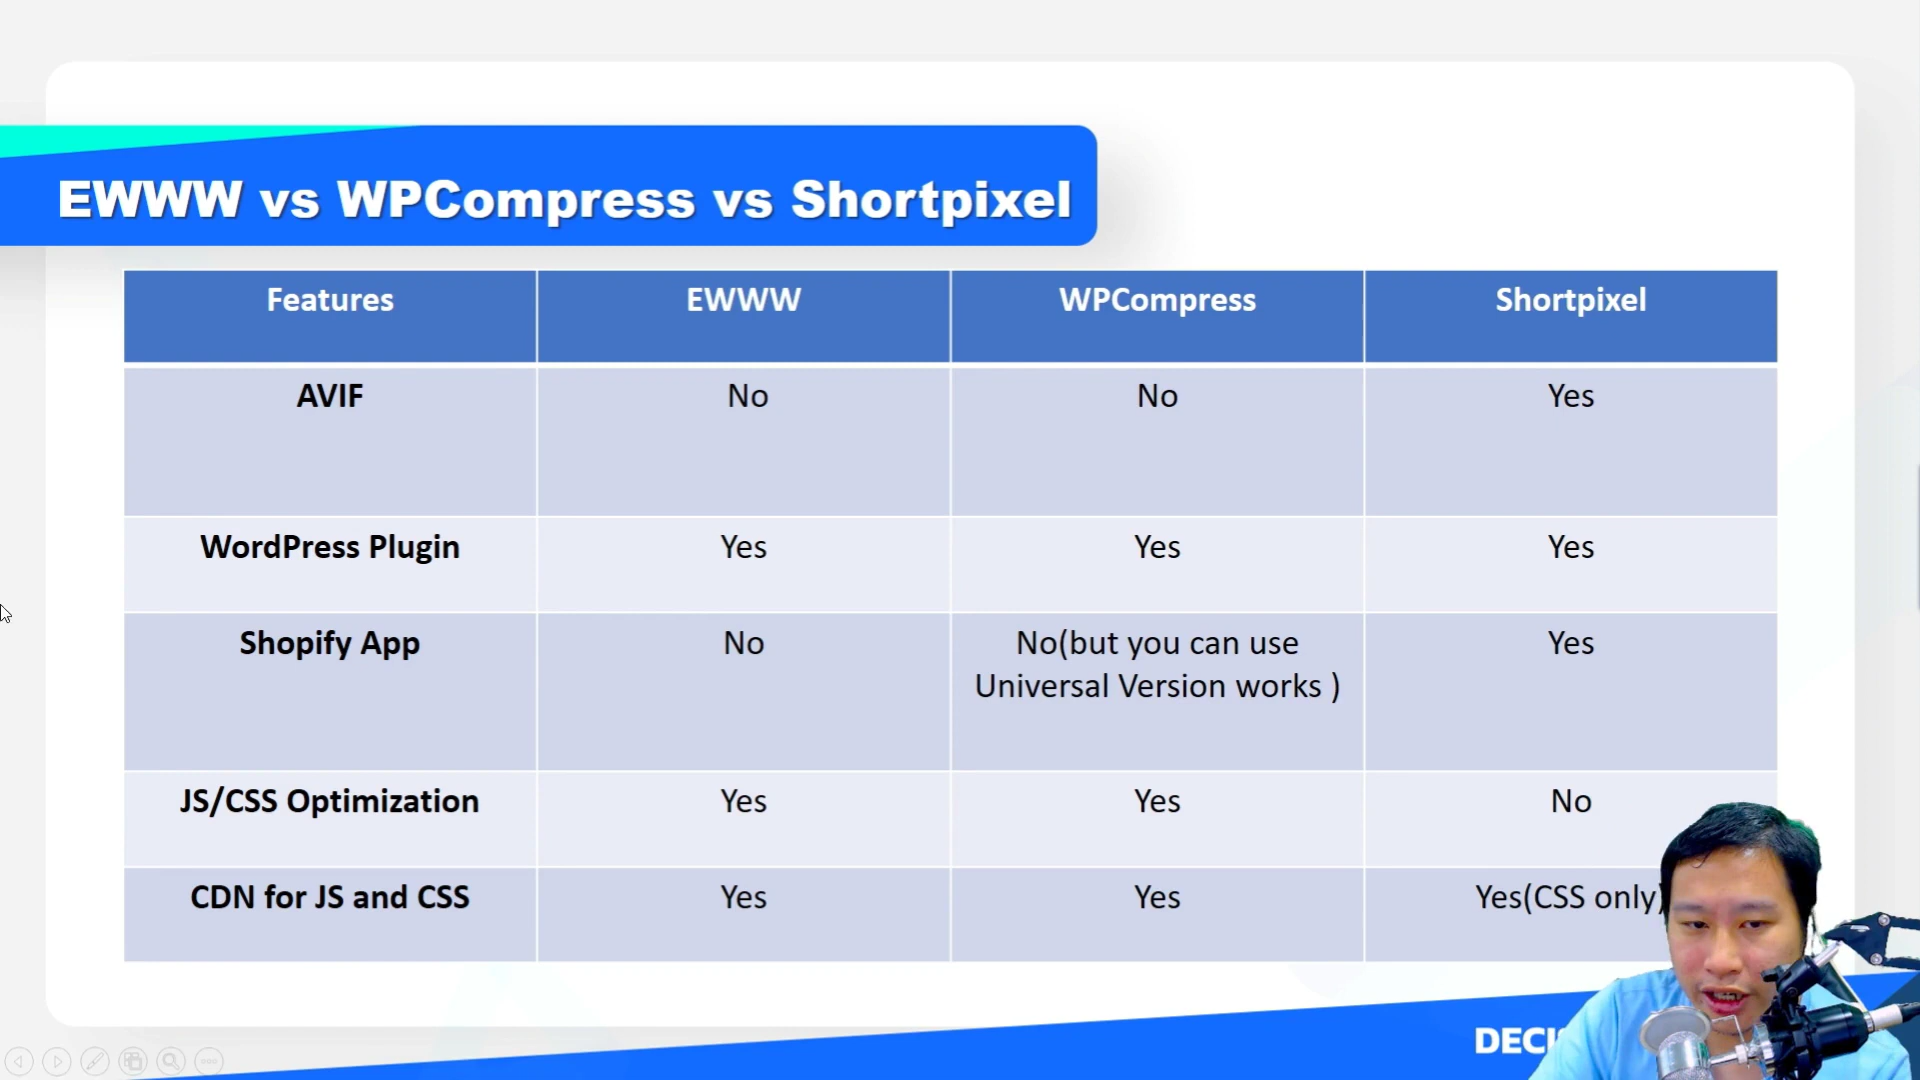 EWWW vs WPCompress vs Shortpixel
Features EWWW WPCompress Shortpixel
AVIF No No Yes
WordPress Plugin Yes Yes Yes
Shopify App No No(but you can use Yes
Universal Version works )
JS/CSS Optimization Yes Yes No
CDN for JS and CSS Yes Yes Yes(CSS only)